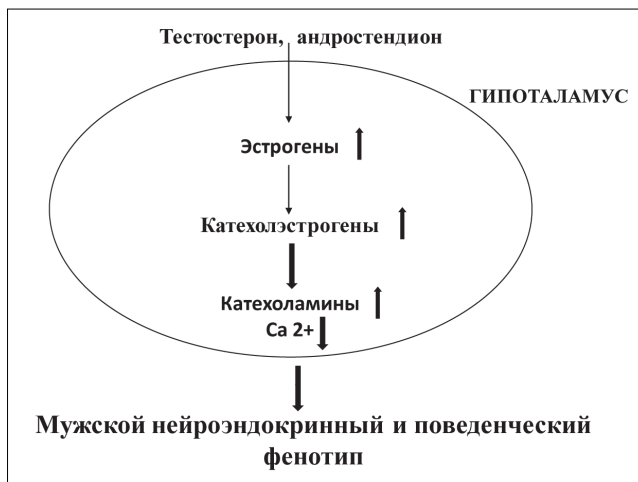 Тестостерон, андростендион
ГИПОТАЛАМУС
Эстрогены
Катехолэстрогены
Катехоламины
Ca 2+
Мужской нейроэндокринный и поведенческий
фенотип